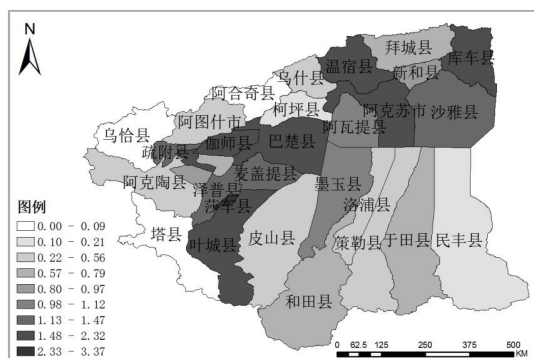 N
拜城县
库车县
温宿县
乌什县
新和县
阿合奇县
柯坪县
阿克苏市
沙雅县
阿瓦提县
乌恰县
阿图什市
伽师县
巴楚县
疏附县
麦盖提县
阿克陶县
泽普县
莎车县
墨玉县
洛浦县
塔县
叶城县
皮山县
策勒县
于田县
民丰县
和田县
图例
0.00 - 0.09
0.10 - 0.21
0.22 - 0.56
0.57 - 0.79
0.80 - 0.97
0.98 - 1.12
1.13 - 1.47
1.48 - 2.32
2.33 - 3.37
0 62.5 125 250 375 500
KM